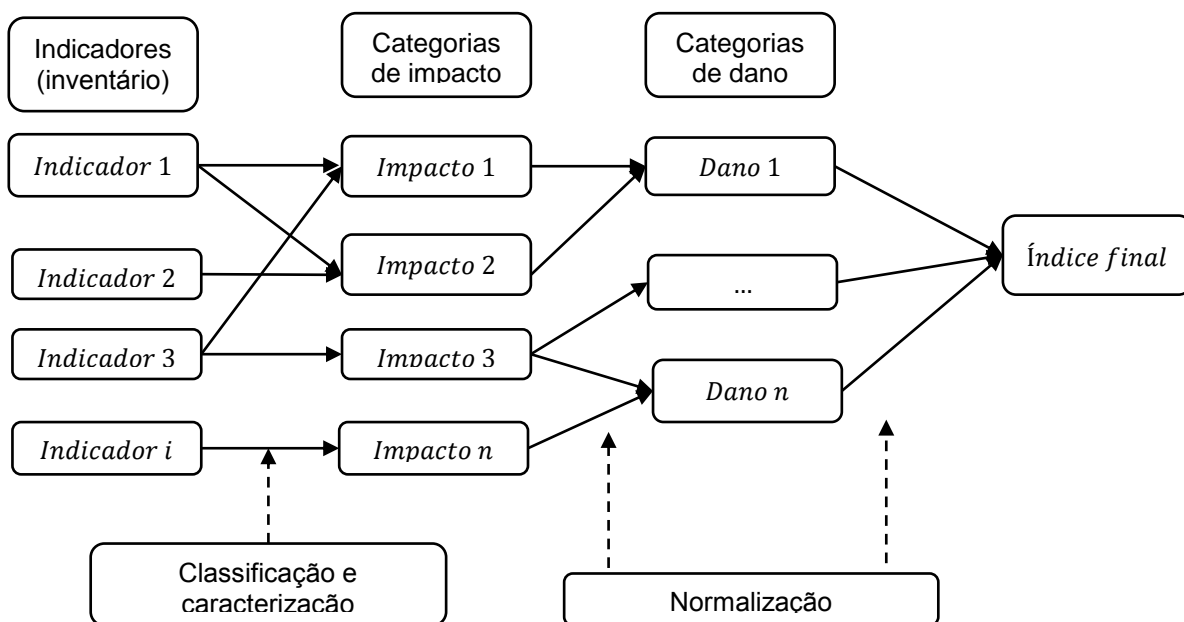 Indicadores
(inventário)
Categorias
de impacto
Categorias
de dano
Indicador 1
Impacto 1
Dano 1
Indicador 2
Impacto 2
...
Índice final
Indicador 3
Impacto 3
Dano n
Indicador i
Impacto n
Classificação e
caracterização
Normalização